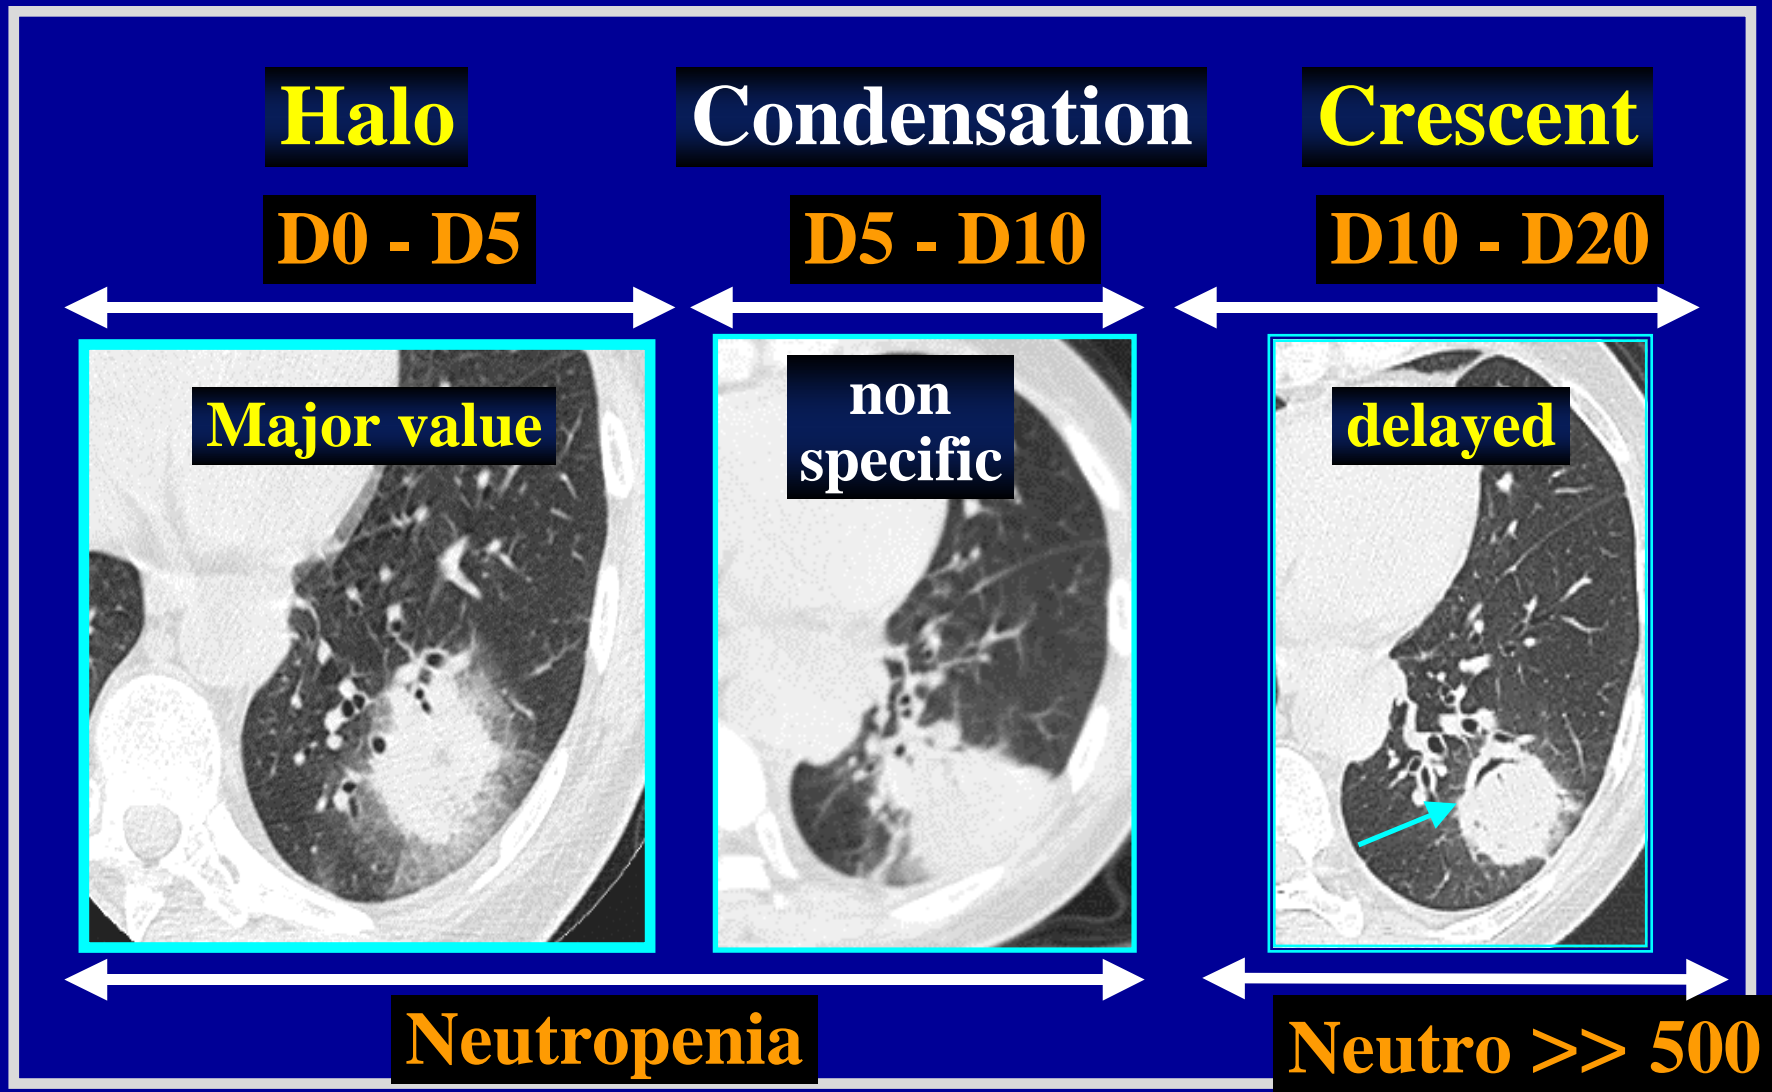 Halo
Condensation
Crescent
D0 - D5
D5 - D10
D10 - D20
Major value
non
specific
delayed
Neutropenia
Neutro >> 500